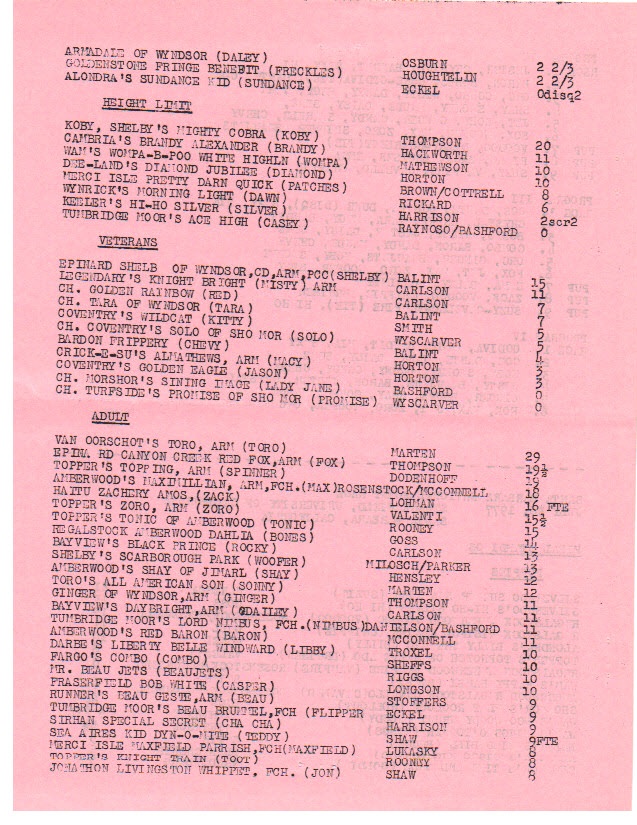 ARMADALE OF WYNDSOR (DALEY) OSBURN 2 2/3
GOLDENSTONE FRINGE BENEFIT (FRECKLES) HOUGHTELIN 2 2/3
ALONDRA'S SUNDANCE KID (SUNDANCE) ECKEL 0disq2
HEIGHT LIMIT
KOBY, SHELBY'S MIGHTY COBRA (KOBY) THOMPSON 20
CAMBRIA'S BRANDY ALEXANDER (BRANDY) HACKWORTH 11
WAM'S WOMPA-B-POO WHITE HIGHLN (WOMPA) MATHEWSON 10
DEE-LAND'S DIAMOND JUBILEE (DIAMOND) HORTON 10
MERCI ISLE PRETTY DARN QUICK (PATCHES) BROWN/COTTRELL 8
WYNRICK'S MORNING LIGHT (DAWN) RICKARD 6
KEELER'S HI-HO SILVER (SILVER) HARRISON 2scr2
TUMBRIDGE MOOR'S ACE HIGH (CASEY) RAYNOSO/BASHFORD 0
VETERANS
EPINARD SHELB OF WYNDSOR,CD,ARM,PCC(SHELBY) BALINT 15
LEGENDARY'S KNIGHT BRIGHT (MISTY) ARM CARLSON 11
CH. GOLDEN RAINBOW (RED) CARLSON 7
CH. TARA OF WYNDSOR (TARA) BALINT 7
COVENTRY'S WILDCAT (KITTY) SMITH 5
CH. COVENTRY'S SOLO OF SHO MOR (SOLO) WYSCARVER 5
BARDON FRIPPERY (CHEVY) BALINT 4
CRICK-E-SU'S ALMATHEWS, ARM (MACY) HORTON 3
COVENTRY'S GOLDEN EAGLE (JASON) HORTON 3
CH. MORSHOR'S SINING IMAGE (LADY JANE) BASHFORD 0
CH. TURFSIDE'S PROMISE OF SHO MOR (PROMISE) WYSCARVER 0
ADULT
VAN OORSCHOT'S TORO, ARM (TORO) MARTEN 29
EPINA RD CANYON CREEK RED FOX,ARM (FOX) THOMPSON 19½
TOPPER'S TOPPING, ARM (SPINNER) DODENHOFF 19
AMBERWOOD'S MAXIMILLIAN, ARM,FCH.(MAX)ROSENSTOCK/MCCONNELL 18
HAITU ZACHERY AMOS,(ZACK) LOHMAN 16 FTE
TOPPER'S ZORO, ARM (ZORO) VALENTI 15½
TOPPER'S TONIC OF AMBERWOOD (TONIC) ROONEY 15
REGALSTOCK AMBERWOOD DAHLIA (BONES) GOSS 14
BAYVIEW'S BLACK PRINCE (ROCKY) CARLSON 13
SHELBY'S SCARBOROUGH PARK (WOOFER) MILOSCH/PARKER 13
AMBERWOOD'S SHAY OF JIMARL (SHAY) HENSLEY 12
TORO'S ALL AMERICAN SON (SONNY) MARTEN 12
GINGER OF WYNDSOR,ARM (GINGER) THOMPSON 11
BAYVIEW'S DAYBRIGHT,ARM (DAILEY) CARLSON 11
TUMBRIDGE MOOR'S LORD NIMBUS, FCH.(NIMBUS)DANIELSON/BASHFORD 11
AMBERWOOD'S RED BARON (BARON) MCCONNELL 11
DARBE'S LIBERTY BELLE WINDWARD (LIBBY) TROXEL 10
FARGO'S COMBO (COMBO) SHEFFS 10
MR. BEAU JETS (BEAUJETS) RIGGS 10
FRASERFIELD BOB WHITE (CASPER) LONGSON 10
RUNNER'S BEAU GESTE,ARM (BEAU) STOFFERS 9
TUMBRIDGE MOOR'S BEAU BRUTTEL,FCH (FLIPPER ECKEL 9
SIRHAN SPECIAL SECRET (CHA CHA) HARRISON 9
SEA AIRES KID DYN-O-MITE (TEDDY) SHAW 9FTE
MERCI ISLE MAXFIELD PARRISH,FCH(MAXFIELD) LUKASKY 8
TOPPER'S KNIGHT TRAIN (TOOT) ROONNY 8
JONATHON LIVINGSTON WHIPPET, FCH. (JON) SHAW 8